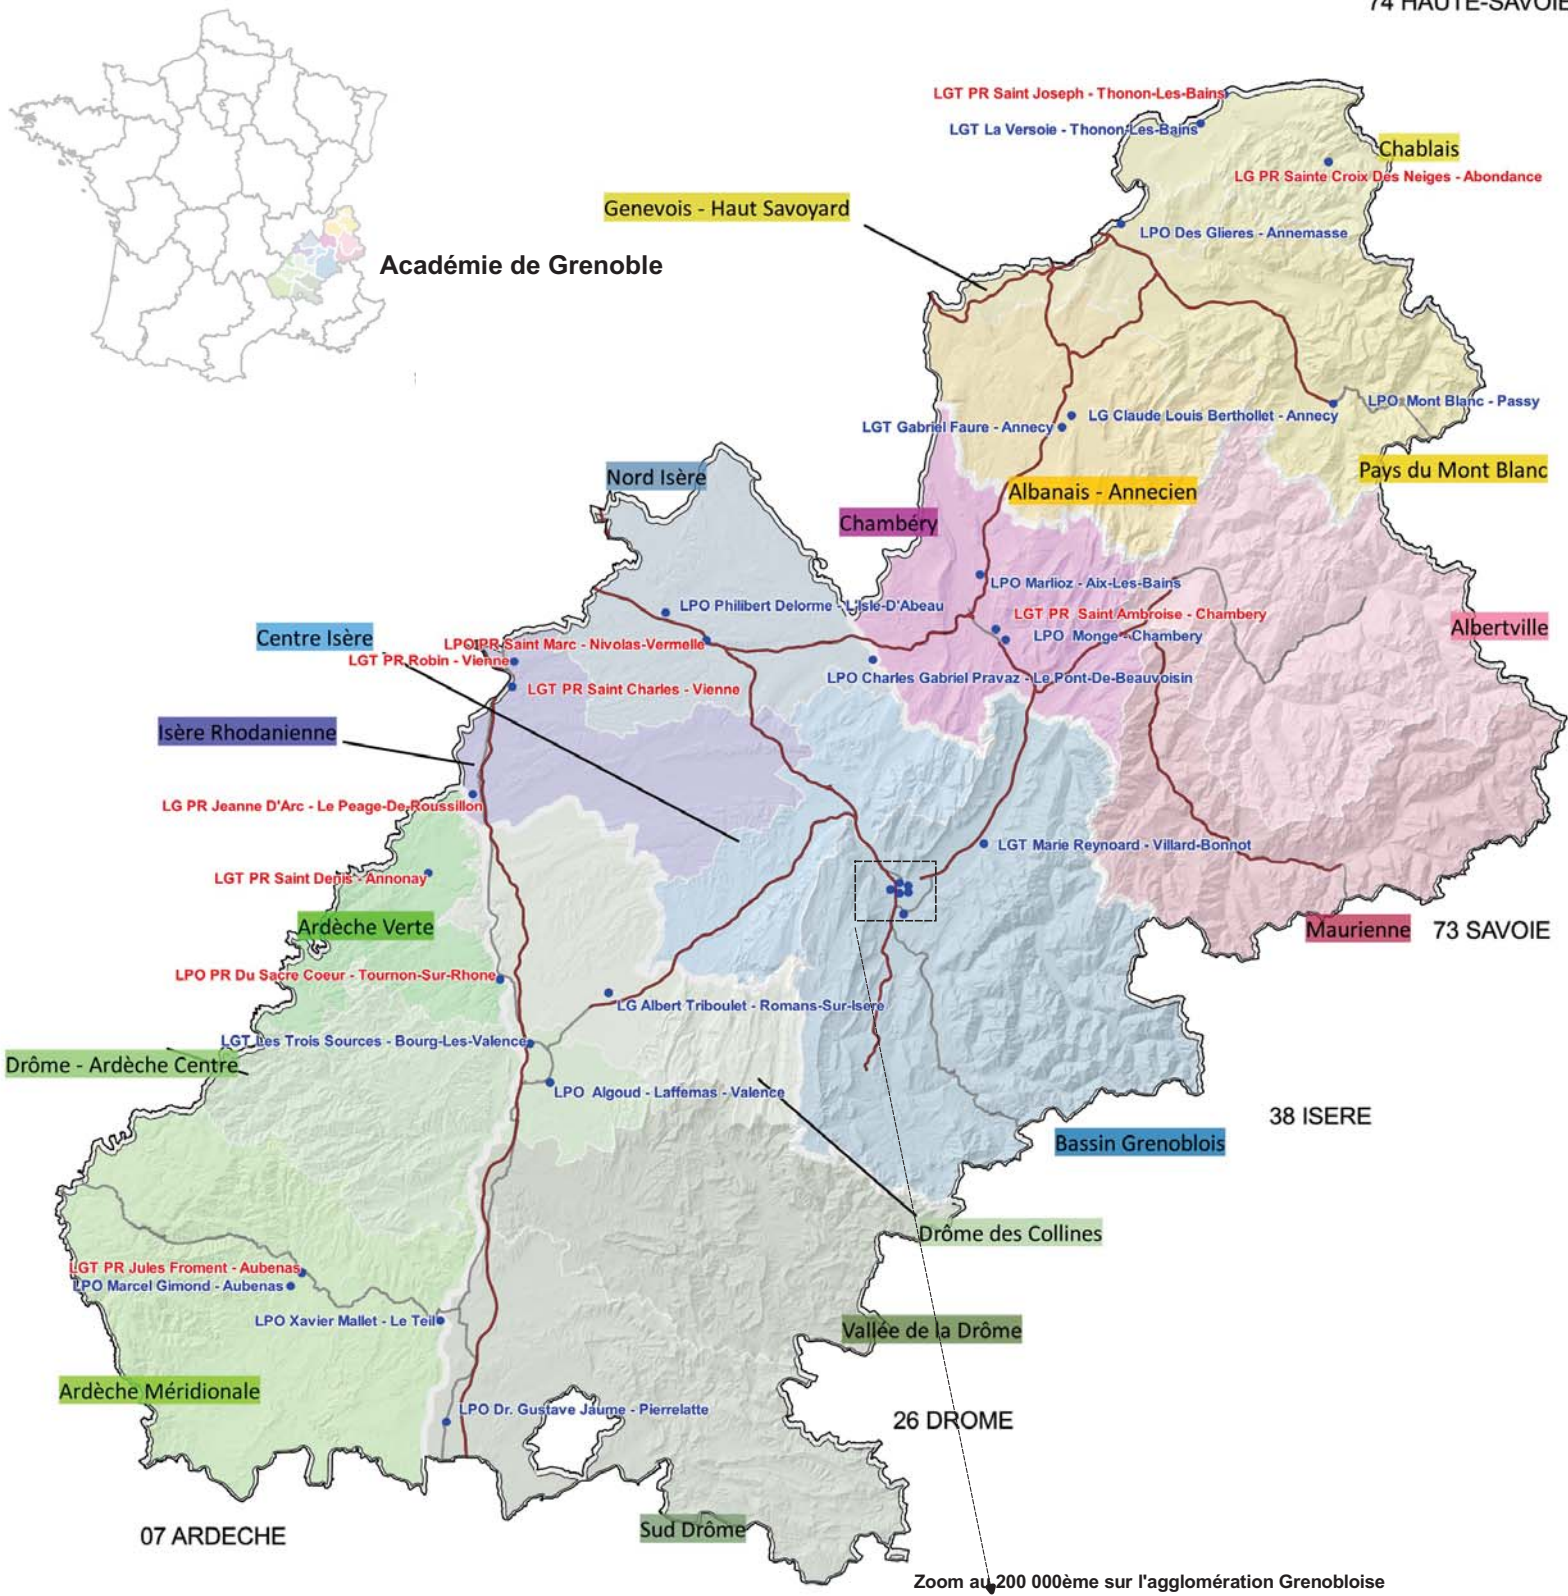 74 HAUTE-SAVOIE
LGT PR Saint Joseph - Thonon-Les-Bains
LGT La Versoie - Thonon-Les-Bains
Chablais
LG PR Sainte Croix Des Neiges - Abondance
Genevois - Haut Savoyard
LPO Des Glieres - Annemasse
Académie de Grenoble
LPO Mont Blanc - Passy
LG Claude Louis Berthollet - Annecy
LGT Gabriel Faure - Annecy
Pays du Mont Blanc
Nord Isère
Albanais - Annecien
Chambéry
LPO Marlioz - Aix-Les-Bains
LPO Philibert Delorme - L'Isle-D'Abeau
LGT PR Saint Ambroise - Chambery
Albertville
Centre Isère
LPO Monge - Chambery
LPO PR Saint Marc - Nivolas-Vermelle
LGT PR Robin - Vienne
LPO Charles Gabriel Pravaz - Le Pont-De-Beauvoisin
LGT PR Saint Charles - Vienne
Isère Rhodanienne
LG PR Jeanne D'Arc - Le Peage-De-Roussillon
LGT Marie Reynoard - Villard-Bonnot
LGT PR Saint Denis - Annonay
Ardèche Verte
Maurienne
73 SAVOIE
LPO PR Du Sacre Coeur - Tournon-Sur-Rhone
LG Albert Triboulet - Romans-Sur-Isere
LGT Les Trois Sources - Bourg-Les-Valence
Drôme - Ardèche Centre
LPO Algoud - Laffemas - Valence
38 ISERE
Bassin Grenoblois
Drôme des Collines
LGT PR Jules Froment - Aubenas
LPO Marcel Gimond - Aubenas
LPO Xavier Mallet - Le Teil
Vallée de la Drôme
Ardèche Méridionale
LPO Dr. Gustave Jaume - Pierrelatte
26 DROME
Sud Drôme
07 ARDECHE
Zoom au 200 000ème sur l'agglomération Grenobloise